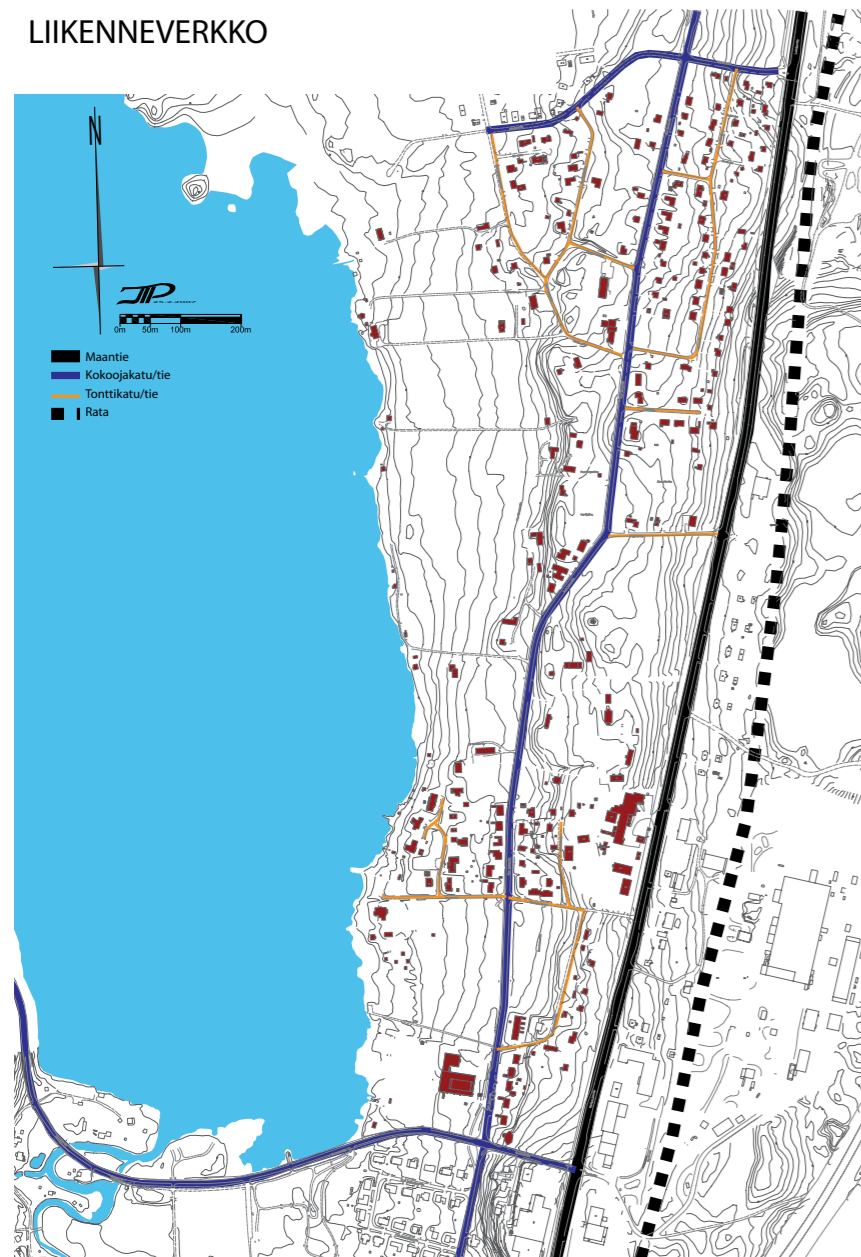 LIIKENNEVERKKO
N
0m 50m 100m 200m
Maantie
Kokoojakatu/tie
Tonttikatu/tie
Rata